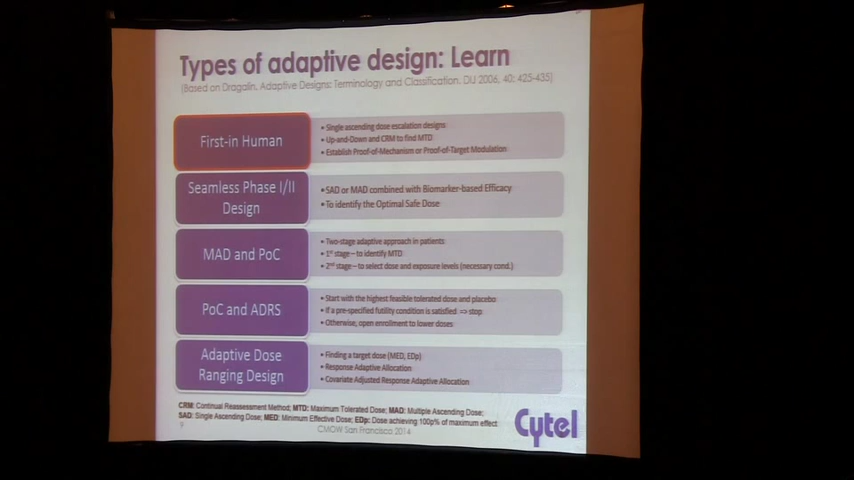 Types of adaptive design: Learn
(Based on Dragalin, Adaptive Designs: Terminology and Classification. DIJ 2006, 40: 425-435)
First-in Human
• Single ascending dose escalation designs
• Up-and-Down and CRM to find MTD
• Establish Proof-of-Mechanism or Proof-of-Target Modulation
Seamless Phase I/II
Design
• SAD or MAD combined with Biomarker-based Efficacy
• To identify the Optimal Safe Dose
MAD and PoC
• Two-stage adaptive approach in patients
• 1st stage – to identify MTD
• 2nd stage – to select dose and exposure levels (necessary cond.)
PoC and ADRS
• Start with the highest feasible tolerated dose and placebo
• If a pre-specified futility condition is satisfied => stop
• Otherwise, open enrollment to lower doses
Adaptive Dose
Ranging Design
• Finding a target dose (MED, EDp)
• Response Adaptive Allocation
• Covariate Adjusted Response Adaptive Allocation
CRM: Continual Reassessment Method; MTD: Maximum Tolerated Dose; MAD: Multiple Ascending Dose;
SAD: Single Ascending Dose; MED: Minimum Effective Dose; EDp: Dose achieving 100p% of maximum effect
9
CMOW San Francisco 2014
Cytel